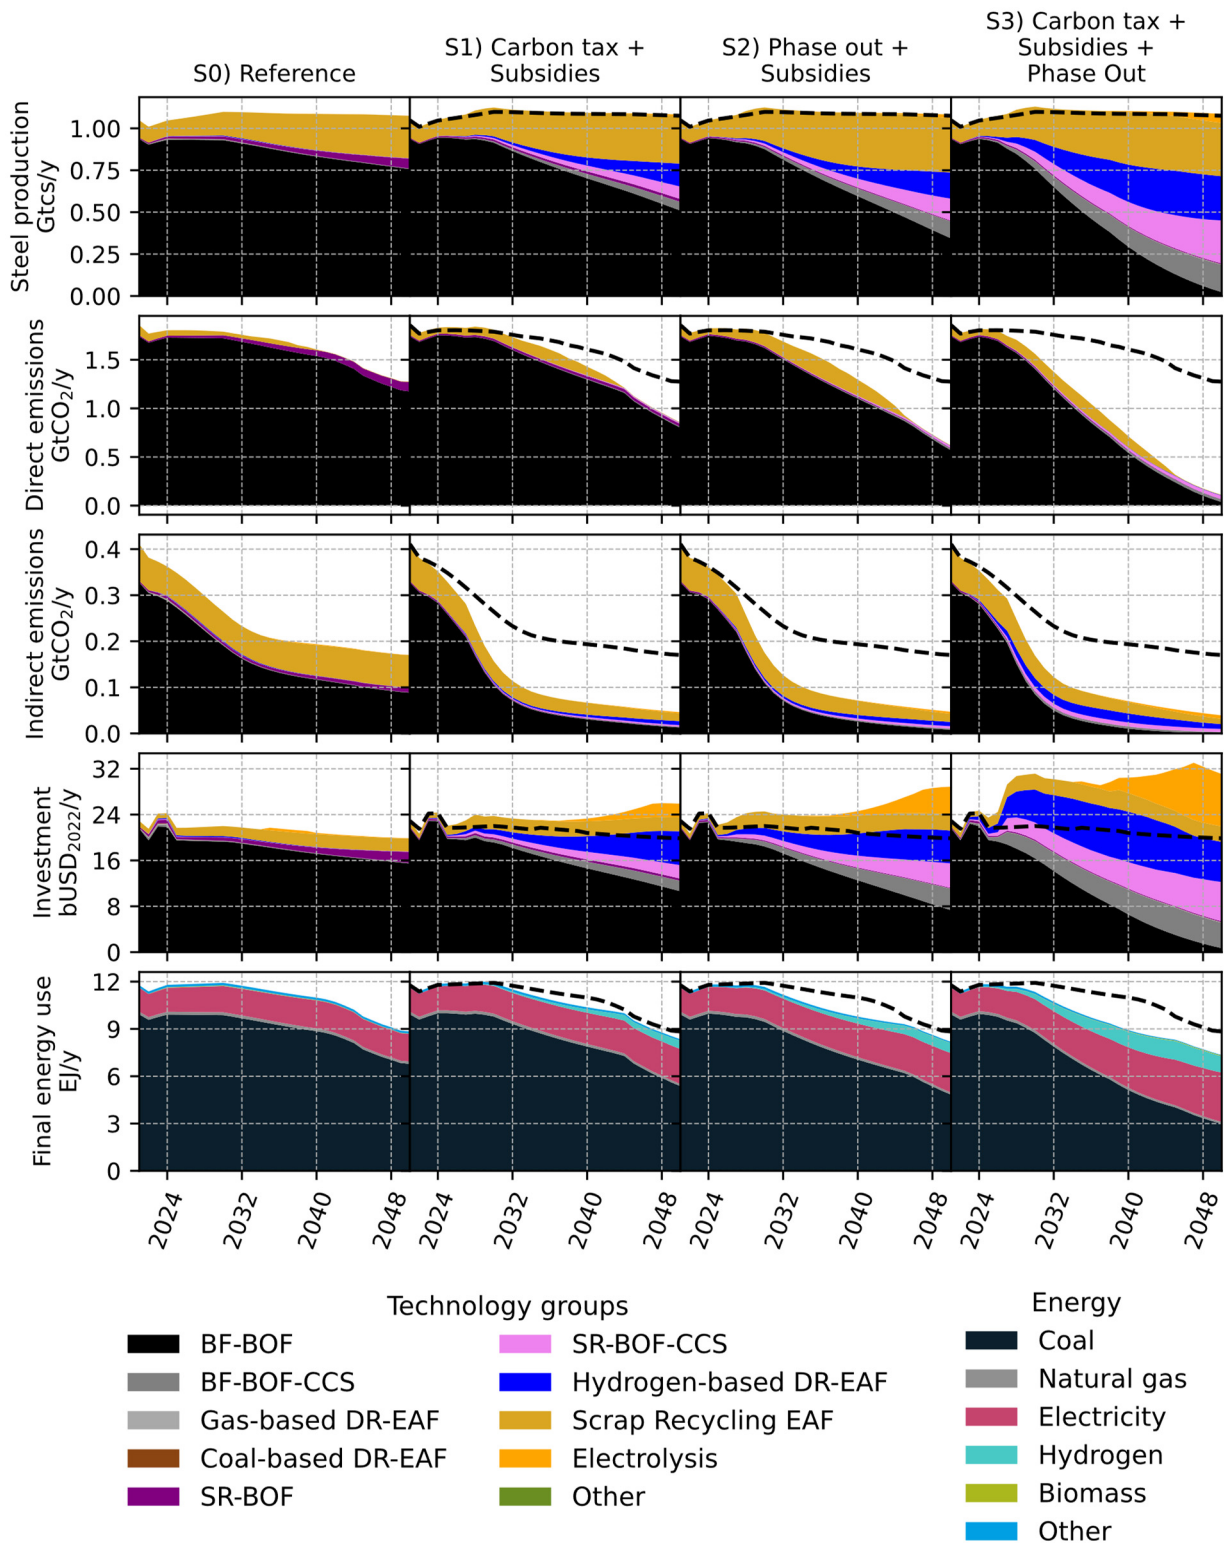 S0) Reference
S1) Carbon tax +
Subsidies
S2) Phase out +
Subsidies
S3) Carbon tax +
Subsidies +
Phase Out
Steel production
Gtcs/y
1.00
0.75
0.50
0.25
0.00
Direct emissions
GtCO₂/y
1.5
1.0
0.5
0.0
Indirect emissions
GtCO₂/y
0.4
0.3
0.2
0.1
0.0
Investment
bUSD₂₀₂₂/y
32
24
16
8
0
Final energy use
EJ/y
12
9
6
3
0
2024 2032 2040 2048 2024 2032 2040 2048 2024 2032 2040 2048 2024 2032 2040 2048
Technology groups
BF-BOF
BF-BOF-CCS
Gas-based DR-EAF
Coal-based DR-EAF
SR-BOF
SR-BOF-CCS
Hydrogen-based DR-EAF
Scrap Recycling EAF
Electrolysis
Other
Energy
Coal
Natural gas
Electricity
Hydrogen
Biomass
Other